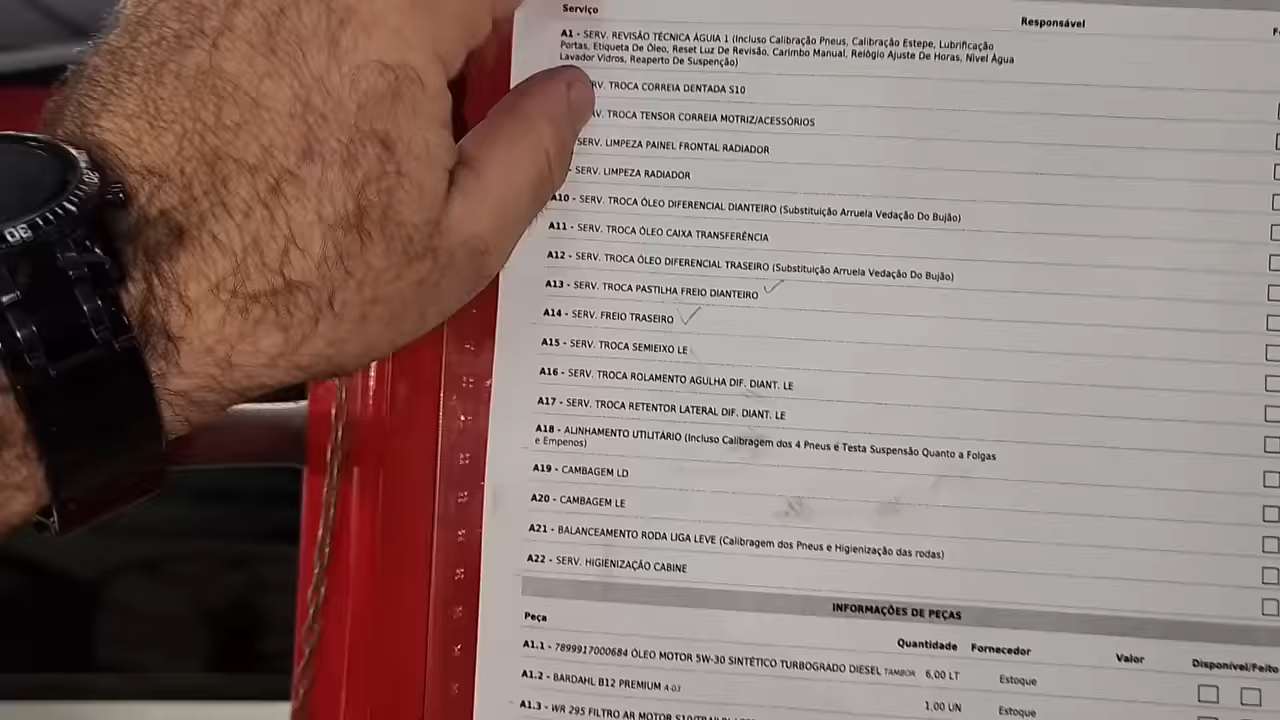 Serviço
Responsável
A1 - SERV. REVISÃO TÉCNICA ÁGUIA 1 (Incluso Calibração Pneus, Calibração Estepe, Lubrificação
Portas, Etiqueta De Óleo, Reset Luz De Revisão, Carimbo Manual, Relógio Ajuste De Horas, Nível Água
Lavador Vidros, Reaperto De Suspenção)
RV. TROCA CORREIA DENTADA S10
TROCA TENSOR CORREIA MOTRIZ/ACESSÓRIOS
SERV. LIMPEZA PAINEL FRONTAL RADIADOR
- SERV. LIMPEZA RADIADOR
A10 - SERV. TROCA ÓLEO DIFERENCIAL DIANTEIRO (Substituição Arruela Vedação Do Bujão)
A11 - SERV. TROCA ÓLEO CAIXA TRANSFERÊNCIA
A12 - SERV. TROCA ÓLEO DIFERENCIAL TRASEIRO (Substituição Arruela Vedação Do Bujão)
A13 - SERV. TROCA PASTILHA FREIO DIANTEIRO
A14 - SERV. FREIO TRASEIRO
A15 - SERV. TROCA SEMIEIXO LE
A16 - SERV. TROCA ROLAMENTO AGULHA DIF. DIANT. LE
A17 - SERV. TROCA RETENTOR LATERAL DIF. DIANT. LE
A18 - ALINHAMENTO UTILITÁRIO (Incluso Calibragem dos 4 Pneus e Testa Suspensão Quanto a Folgas
e Empenos)
A19 - CAMBAGEM LD
A20 - CAMBAGEM LE
A21 - BALANCEAMENTO RODA LIGA LEVE (Calibragem dos Pneus e Higienização das rodas)
A22 - SERV. HIGIENIZAÇÃO CABINE
INFORMAÇÕES DE PEÇAS
Peça Quantidade Fornecedor Valor Disponível/Feito
A1.1 - 7899917000684 ÓLEO MOTOR 5W-30 SINTÉTICO TURBOGRADO DIESEL TAMBOR 6,00 LT Estoque
A1.2 - BARDAHL B12 PREMIUM A-03 1,00 UN Estoque
A1.3 - WR 295 FILTRO AR MOTOR
30
20